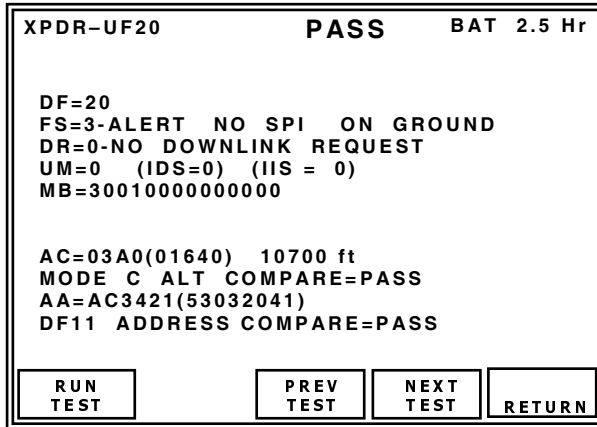 XPDR–UF20 PASS BAT 2.5 Hr
DF=20
FS=3-ALERT NO SPI ON GROUND
DR=0-NO DOWNLINK REQUEST
UM=0 (IDS=0) (IIS = 0)
MB=30010000000000
AC=03A0(01640) 10700 ft
MODE C ALT COMPARE=PASS
AA=AC3421(53032041)
DF11 ADDRESS COMPARE=PASS
RUN TEST
PREV TEST
NEXT TEST
RETURN